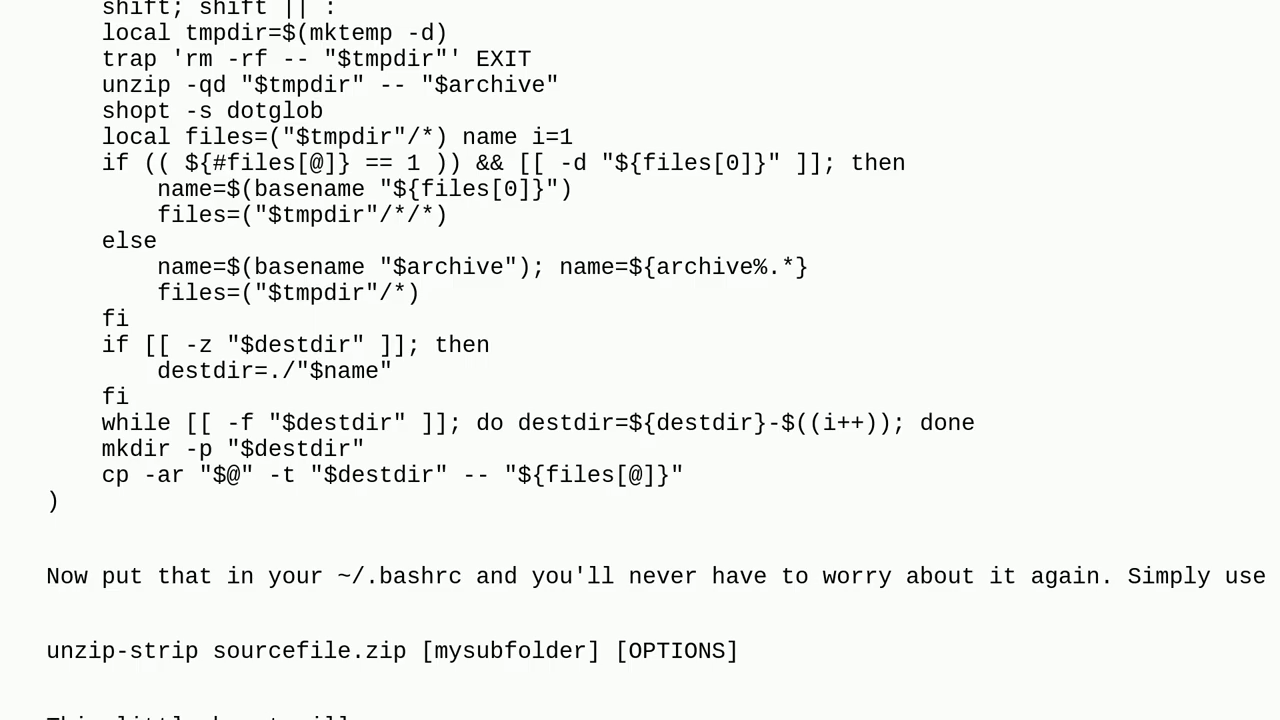 shift; shift || :
local tmpdir=$(mktemp -d)
trap 'rm -rf -- "$tmpdir"' EXIT
unzip -qd "$tmpdir" -- "$archive"
shopt -s dotglob
local files=("$tmpdir"/*) name i=1
if (( ${#files[@]} == 1 )) && [[ -d "${files[0]}" ]]; then
name=$(basename "${files[0]}")
files=("$tmpdir"/*/*)
else
name=$(basename "$archive"); name=${archive%.*}
files=("$tmpdir"/*)
fi
if [[ -z "$destdir" ]]; then
destdir=./"$name"
fi
while [[ -f "$destdir" ]]; do destdir=${destdir}-$((i++)); done
mkdir -p "$destdir"
cp -ar "$@" -t "$destdir" -- "${files[@]}"
)
Now put that in your ~/.bashrc and you'll never have to worry about it again. Simply use
unzip-strip sourcefile.zip [mysubfolder] [OPTIONS]
This little beast will